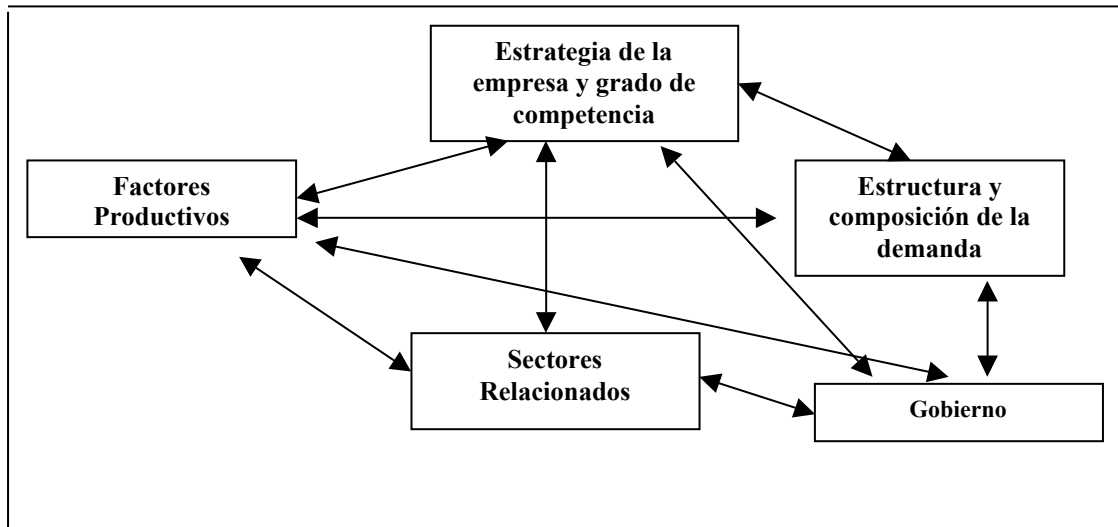 Estrategia de la
empresa y grado de
competencia
Factores
Productivos
Estructura y
composición de la
demanda
Sectores
Relacionados
Gobierno